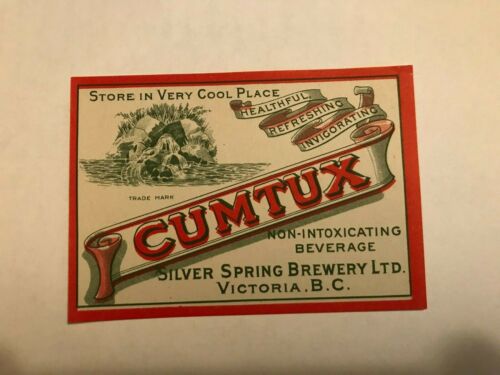 STORE IN VERY COOL PLACE
HEALTHFUL
REFRESHING
INVIGORATING
TRADE MARK
CUMTUX
NON-INTOXICATING
BEVERAGE
SILVER SPRING BREWERY LTD.
VICTORIA. B.C.